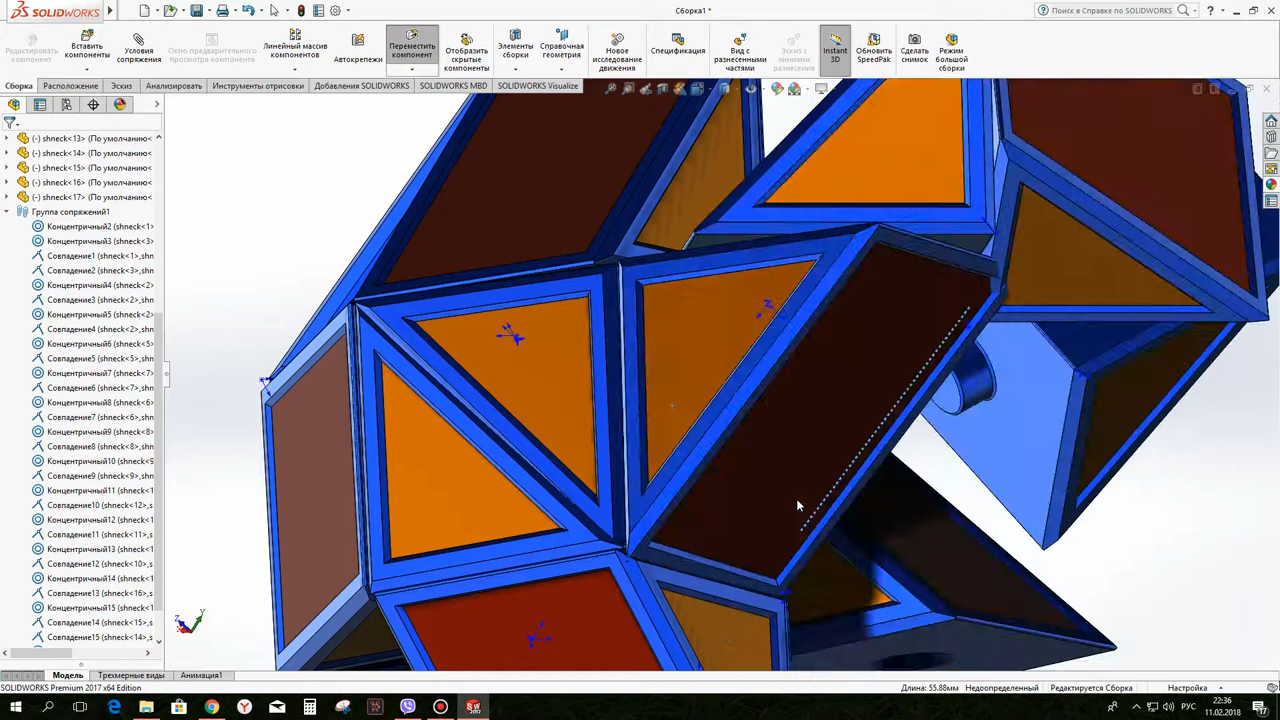 SOLIDWORKS
Сборка1 *
Поиск в Справке по SOLIDWORKS
Редактировать компонент
Вставить компоненты
Условия сопряжения
Окно предварительного просмотра компонента
Линейный массив компонентов
Автокрепежи
Переместить компонент
Отобразить скрытые компоненты
Элементы сборки
Справочная геометрия
Новое исследование движения
Спецификация
Вид с разнесенными частями
Эскиз с линиями разнесения
Instant 3D
Обновить SpeedPak
Сделать снимок
Режим большой сборки
Сборка
Расположение
Эскиз
Анализировать
Инструменты отрисовки
Добавления SOLIDWORKS
SOLIDWORKS MBD
SOLIDWORKS Visualize
(-) shneck<13> (По умолчанию<
(-) shneck<14> (По умолчанию<
(-) shneck<15> (По умолчанию<
(-) shneck<16> (По умолчанию<
(-) shneck<17> (По умолчанию<
Группа сопряжений1
Концентричный2 (shneck<1>
Концентричный3 (shneck<3>
Совпадение1 (shneck<1>,shn
Совпадение2 (shneck<3>,shn
Концентричный4 (shneck<2>
Совпадение3 (shneck<2>,shn
Концентричный5 (shneck<2>
Совпадение4 (shneck<2>,shn
Концентричный6 (shneck<5>
Совпадение5 (shneck<2>,shn
Концентричный7 (shneck<7>
Совпадение6 (shneck<7>,shn
Концентричный8 (shneck<6>
Совпадение7 (shneck<6>,shn
Концентричный9 (shneck<8>
Совпадение8 (shneck<8>,shn
Концентричный10 (shneck<9
Совпадение9 (shneck<9>,shn
Концентричный11 (shneck<1
Совпадение10 (shneck<12>,s
Концентричный12 (shneck<1
Совпадение11 (shneck<11>,s
Концентричный13 (shneck<1
Совпадение12 (shneck<10>,s
Концентричный14 (shneck<1
Совпадение13 (shneck<16>,s
Концентричный15 (shneck<1
Совпадение14 (shneck<15>,s
Совпадение15 (shneck<14>,s
Y
Z
Модель
Трехмерные виды
Анимация1
SOLIDWORKS Premium 2017 x64 Edition
Длина: 55.88мм
Недоопределенный
Редактируется Сборка
Настройка
РУС
22:36
11.02.2018